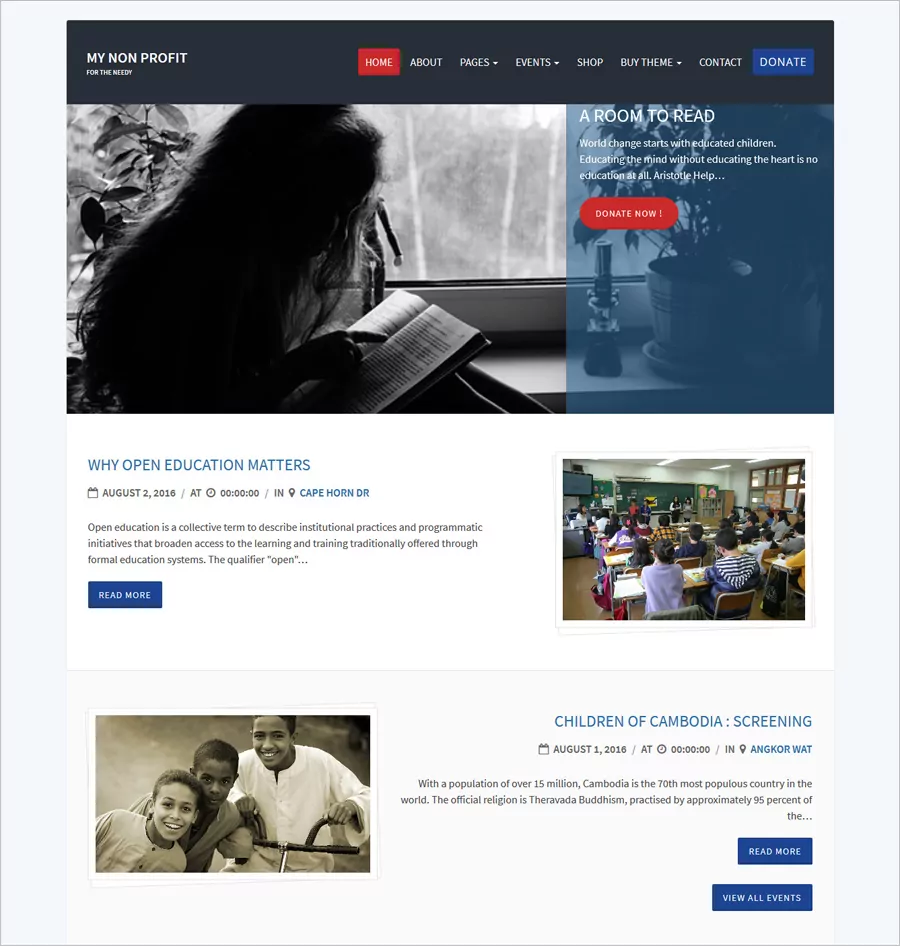 MY NON PROFIT
FOR THE NEEDY
HOME ABOUT PAGES EVENTS SHOP BUY THEME CONTACT DONATE
A ROOM TO READ
World change starts with educated children.
Educating the mind without educating the heart is no
education at all. Aristotle Help…
DONATE NOW !
WHY OPEN EDUCATION MATTERS
AUGUST 2, 2016 / AT 00:00:00 / IN CAPE HORN DR
Open education is a collective term to describe institutional practices and programmatic
initiatives that broaden access to the learning and training traditionally offered through
formal education systems. The qualifier "open"…
READ MORE
CHILDREN OF CAMBODIA : SCREENING
AUGUST 1, 2016 / AT 00:00:00 / IN ANGKOR WAT
With a population of over 15 million, Cambodia is the 70th most populous country in the
world. The official religion is Theravada Buddhism, practised by approximately 95 percent of
the…
READ MORE
VIEW ALL EVENTS